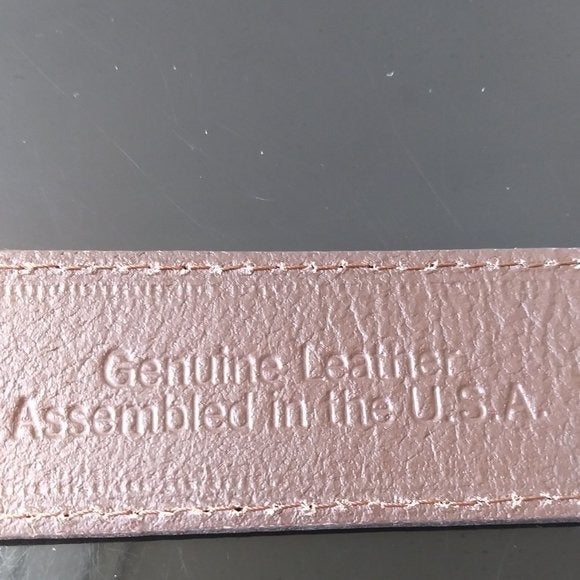 Genuine Leather
Assembled in the U.S.A.